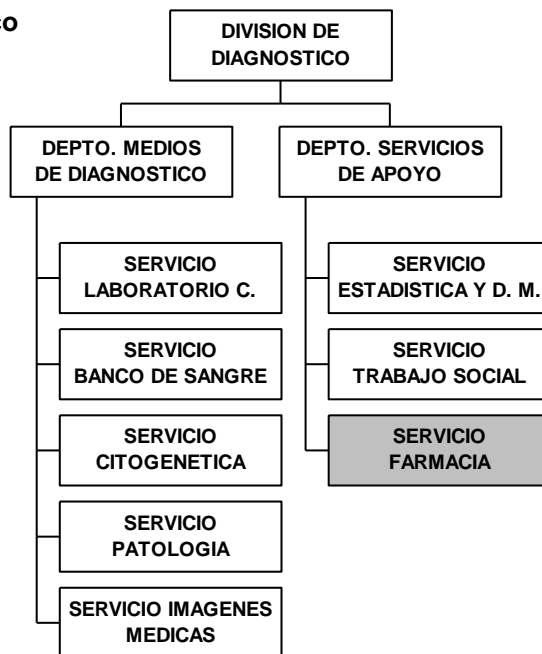 co
DIVISION DE
DIAGNOSTICO
DEPTO. MEDIOS
DE DIAGNOSTICO
DEPTO. SERVICIOS
DE APOYO
SERVICIO
LABORATORIO C.
SERVICIO
BANCO DE SANGRE
SERVICIO
CITOGENETICA
SERVICIO
PATOLOGIA
SERVICIO IMAGENES
MEDICAS
SERVICIO
ESTADISTICA Y D. M.
SERVICIO
TRABAJO SOCIAL
SERVICIO
FARMACIA